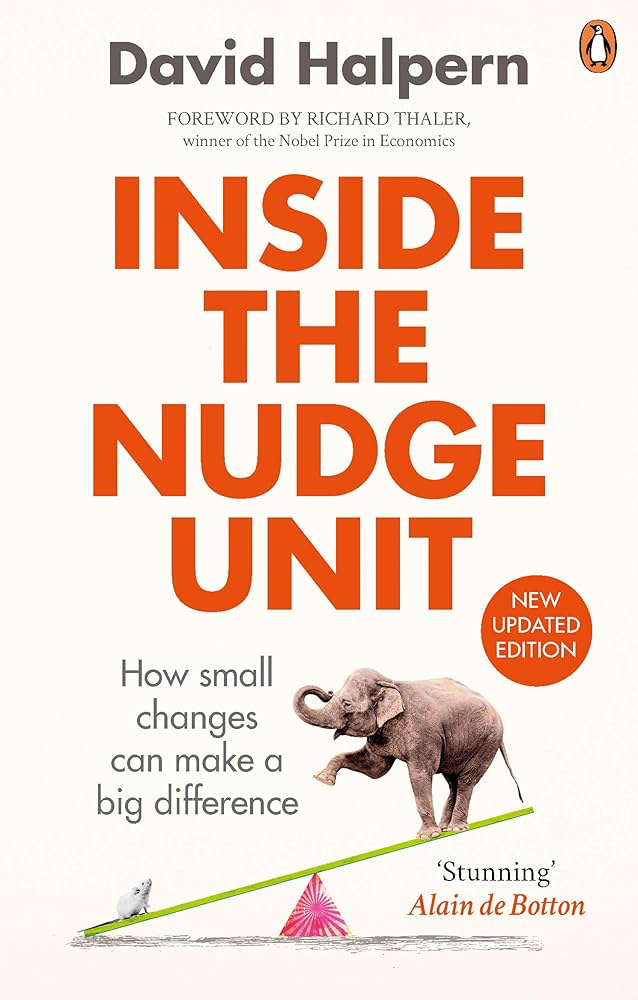 David Halpern
FOREWORD BY RICHARD THALER,
winner of the Nobel Prize in Economics
INSIDE
THE
NUDGE
UNIT
NEW
UPDATED
EDITION
How small
changes
can make a
big difference
‘Stunning’
Alain de Botton